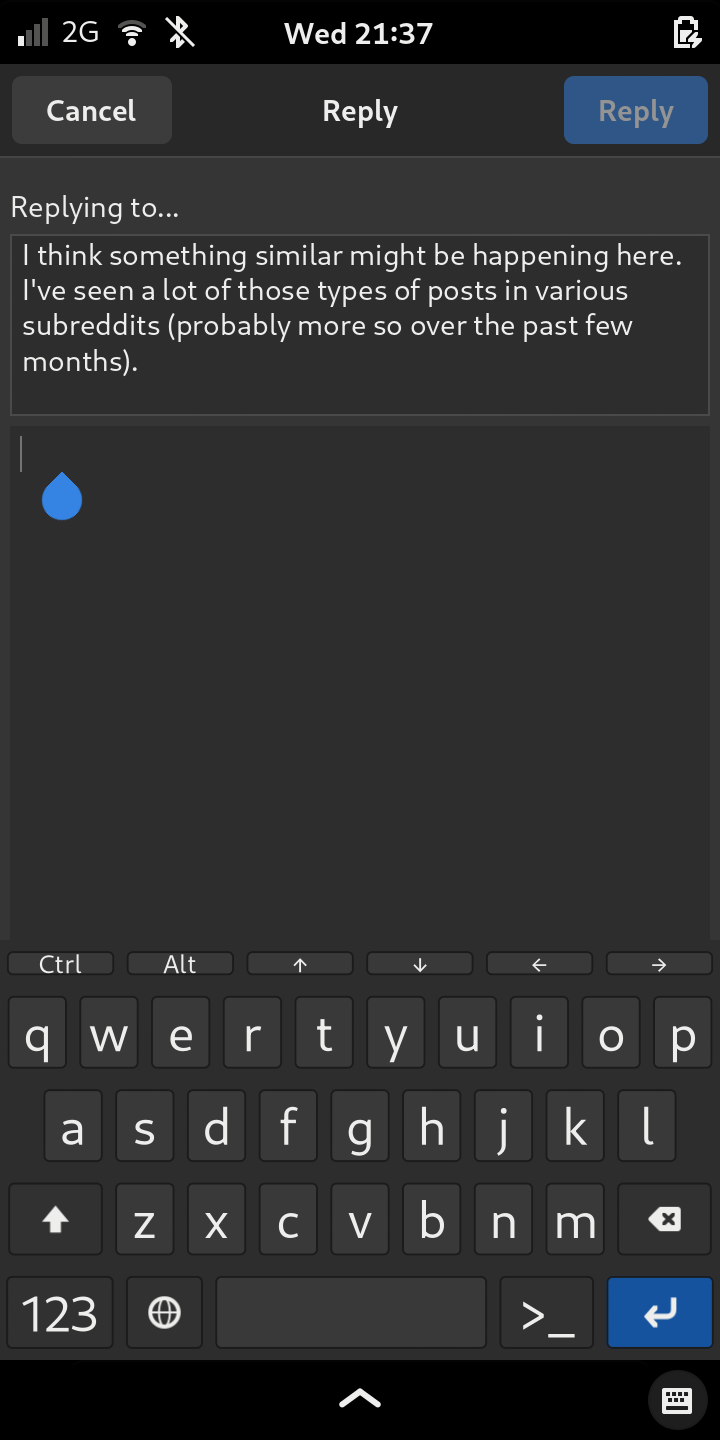 2G Wed 21:37
Cancel Reply Reply
Replying to...
I think something similar might be happening here.
I've seen a lot of those types of posts in various
subreddits (probably more so over the past few
months).
Ctrl Alt ↑ ↓ ← →
q w e r t y u i o p
a s d f g h j k l
z x c v b n m
123 >_